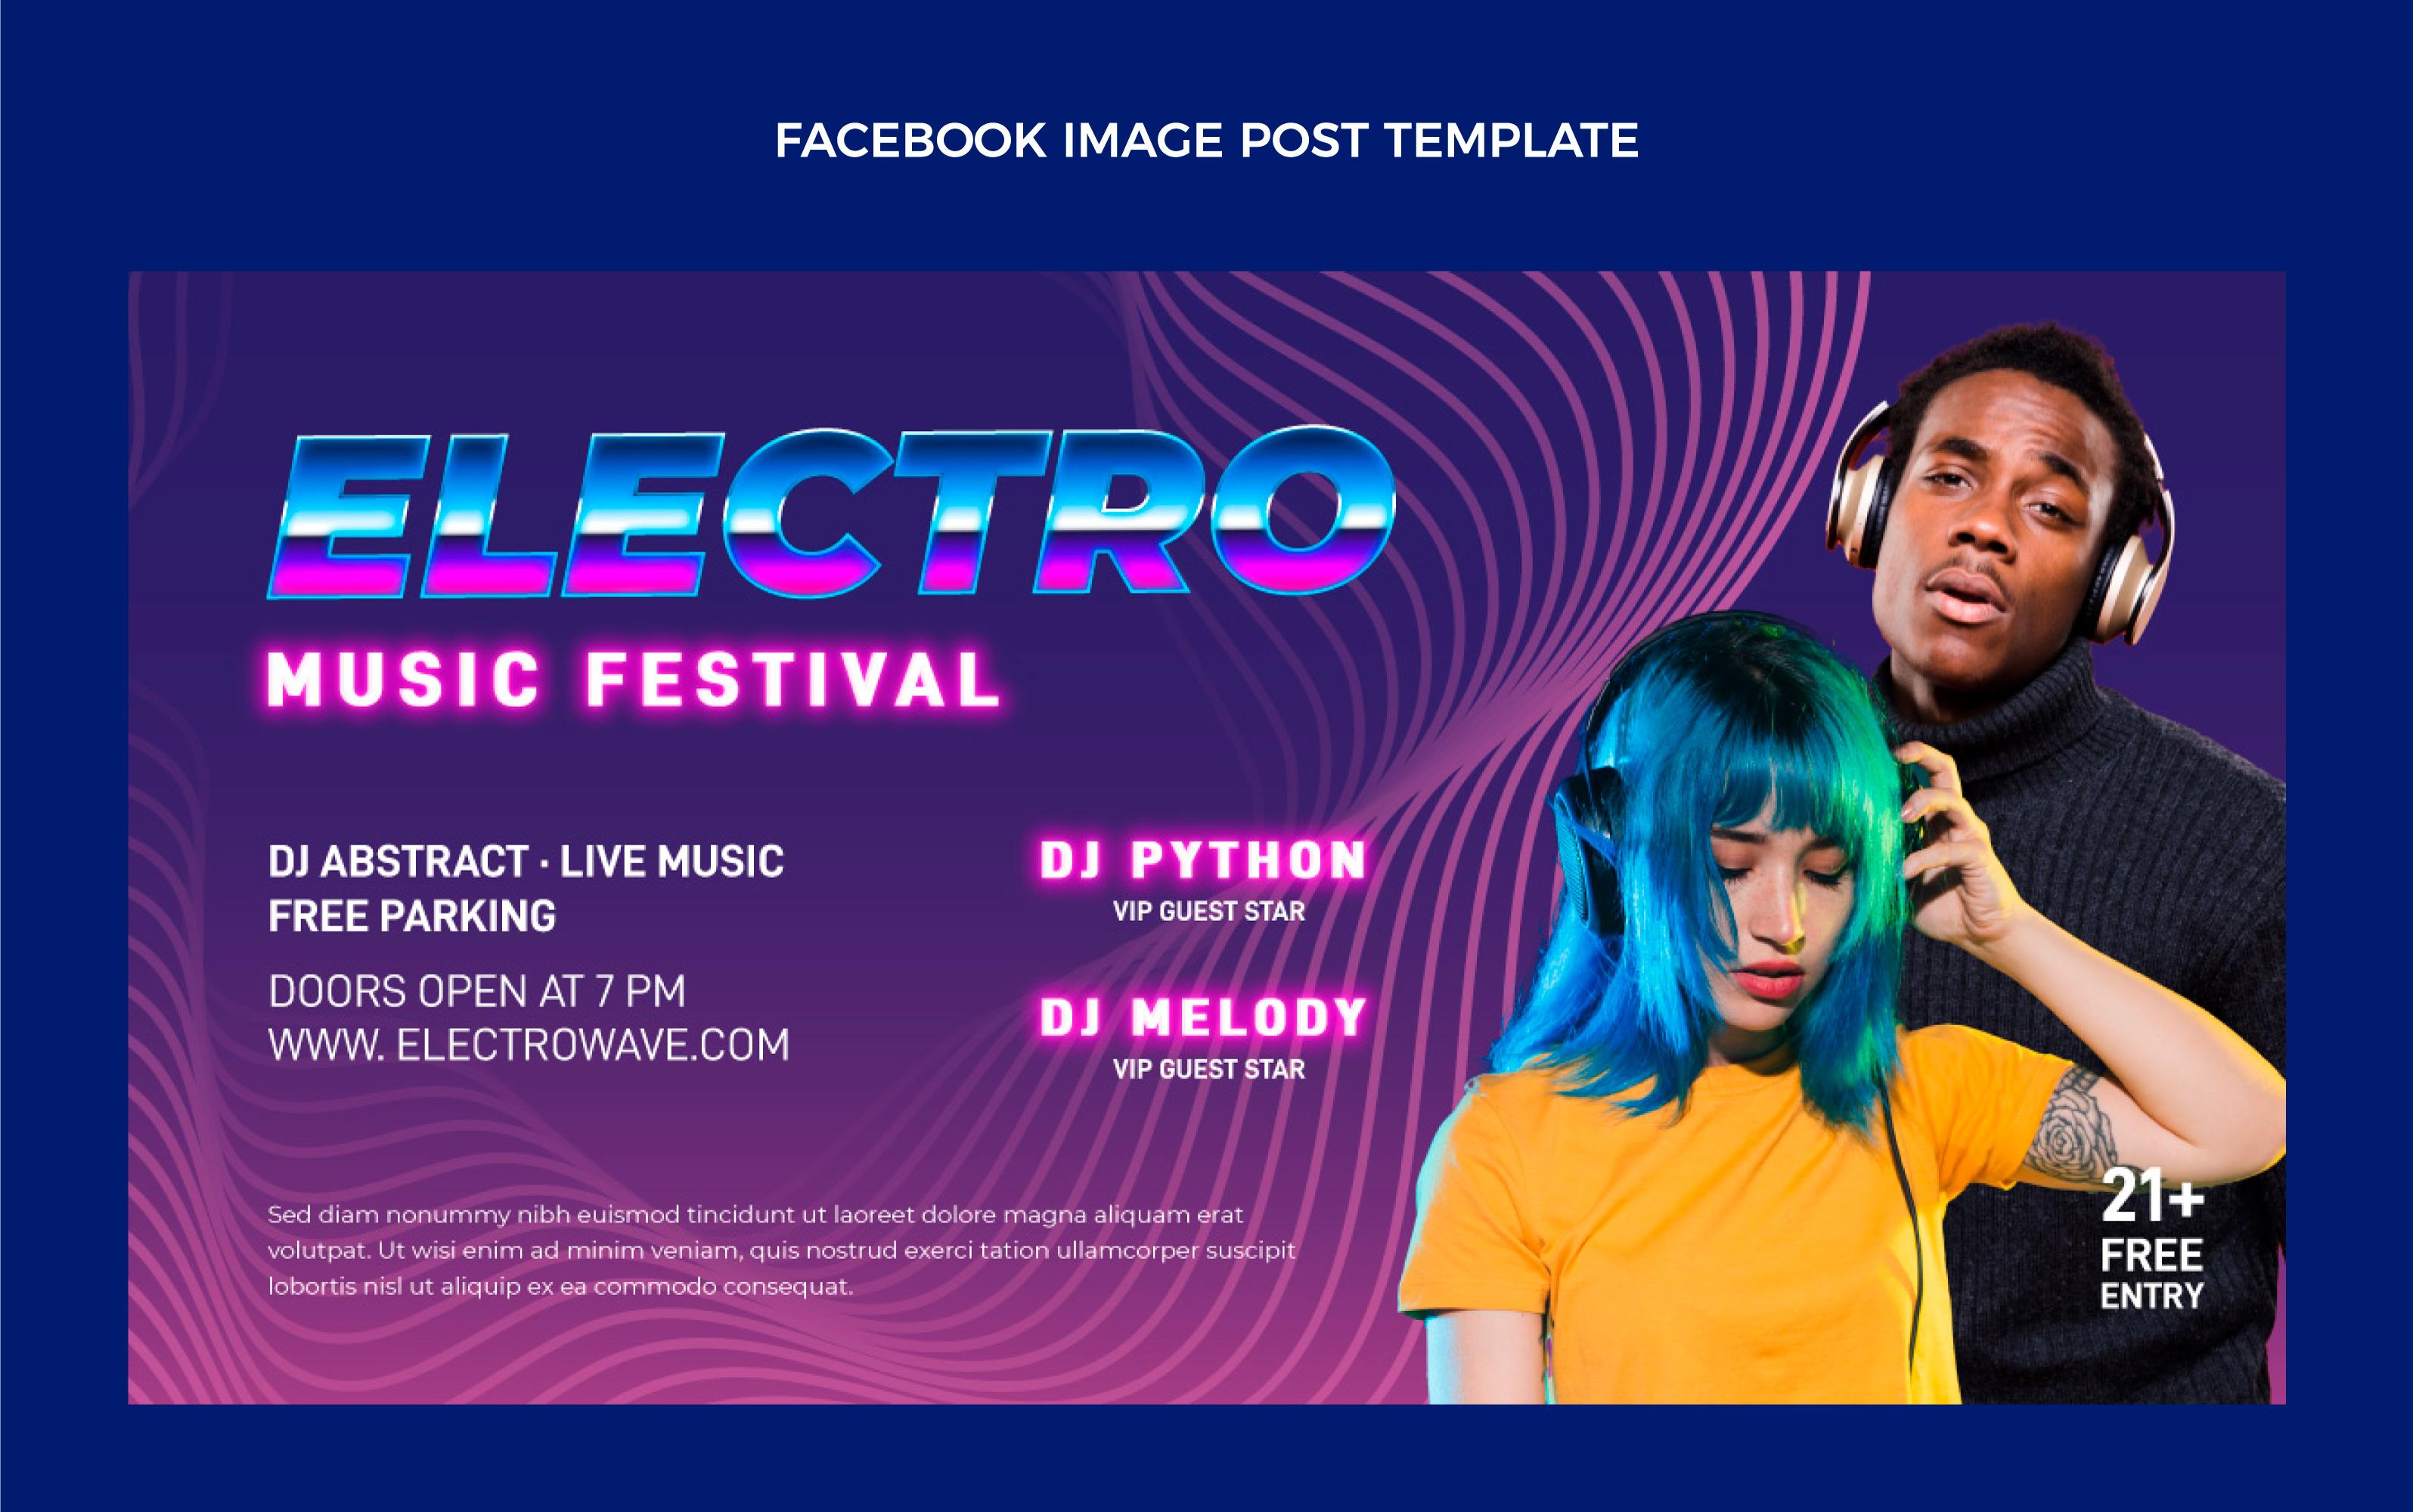 FACEBOOK IMAGE POST TEMPLATE
ELECTRO
MUSIC FESTIVAL
DJ ABSTRACT · LIVE MUSIC
FREE PARKING
DOORS OPEN AT 7 PM
WWW. ELECTROWAVE.COM
DJ PYTHON
VIP GUEST STAR
DJ MELODY
VIP GUEST STAR
Sed diam nonummy nibh euismod tincidunt ut laoreet dolore magna aliquam erat
volutpat. Ut wisi enim ad minim veniam, quis nostrud exerci tation ullamcorper suscipit
lobortis nisl ut aliquip ex ea commodo consequat.
21+
FREE
ENTRY